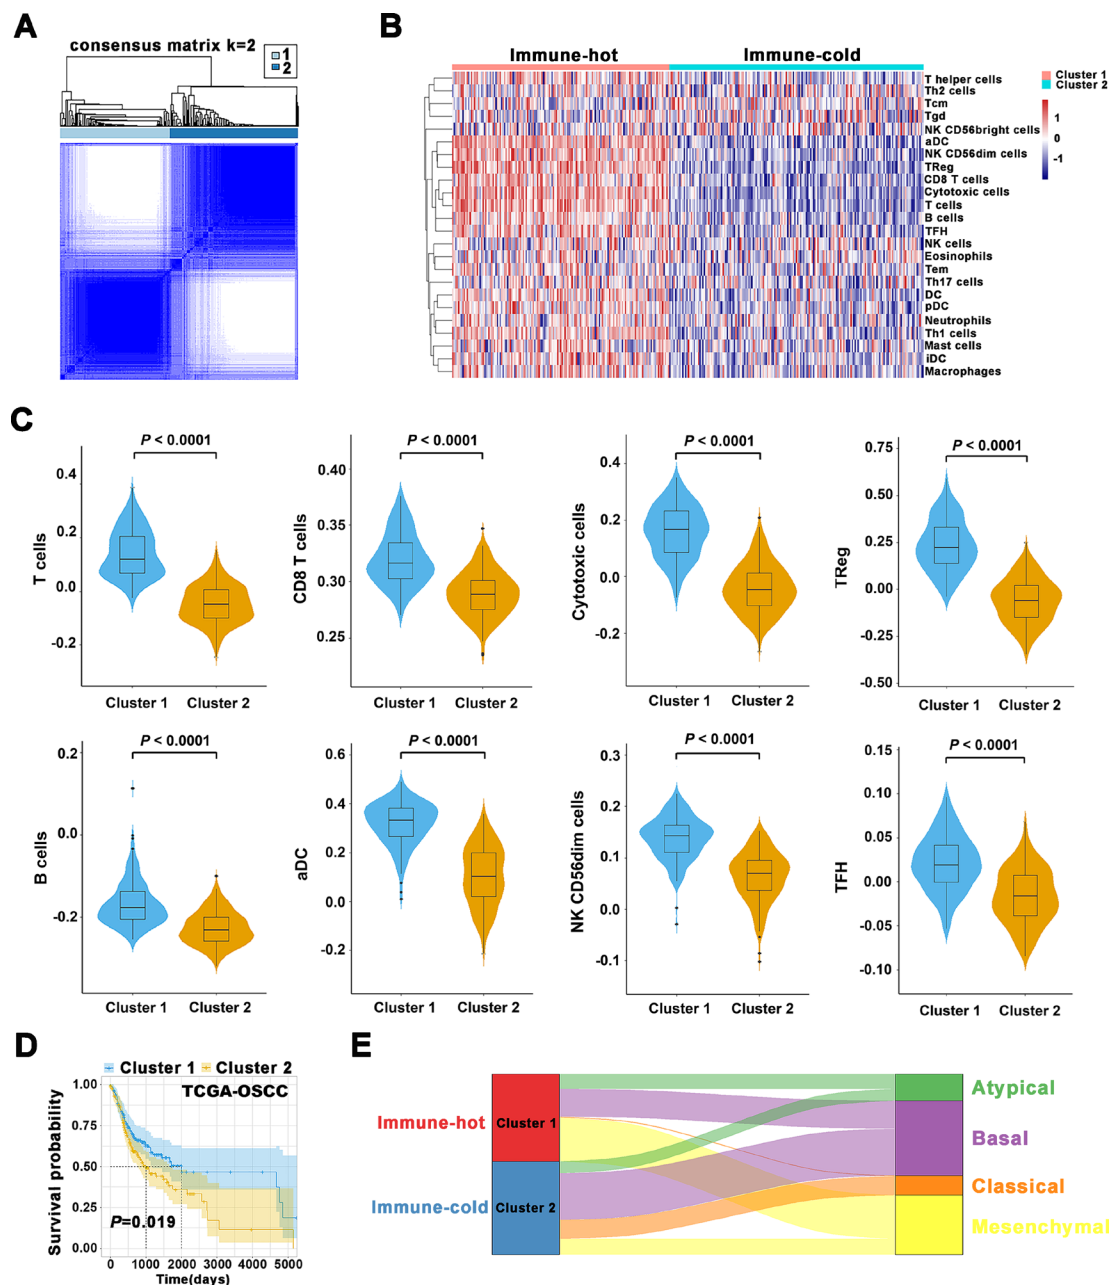 A
consensus matrix k=2
1
2
B
Immune-hot
Immune-cold
Cluster 1
Cluster 2
1
0
-1
T helper cells
Th2 cells
Tcm
Tgd
NK CD56bright cells
aDC
NK CD56dim cells
TReg
CD8 T cells
Cytotoxic cells
T cells
B cells
TFH
NK cells
Eosinophils
Tem
Th17 cells
DC
pDC
Neutrophils
Th1 cells
Mast cells
iDC
Macrophages
C
P < 0.0001
T cells
0.4
0.2
0.0
-0.2
Cluster 1
Cluster 2
P < 0.0001
CD8 T cells
0.40
0.35
0.30
0.25
Cluster 1
Cluster 2
P < 0.0001
Cytotoxic cells
0.4
0.2
0.0
-0.2
Cluster 1
Cluster 2
P < 0.0001
TReg
0.75
0.50
0.25
0.00
-0.25
-0.50
Cluster 1
Cluster 2
P < 0.0001
B cells
0.2
0.0
-0.2
Cluster 1
Cluster 2
P < 0.0001
aDC
0.6
0.4
0.2
0.0
-0.2
Cluster 1
Cluster 2
P < 0.0001
NK CD56dim cells
0.3
0.2
0.1
0.0
-0.1
Cluster 1
Cluster 2
P < 0.0001
TFH
0.15
0.10
0.05
0.00
-0.05
-0.10
Cluster 1
Cluster 2
D
Cluster 1
Cluster 2
TCGA-OSCC
Survival probability
1.00
0.75
0.50
0.25
0.00
P=0.019
0
1000
2000
3000
4000
5000
Time(days)
E
Immune-hot
Cluster 1
Immune-cold
Cluster 2
Atypical
Basal
Classical
Mesenchymal